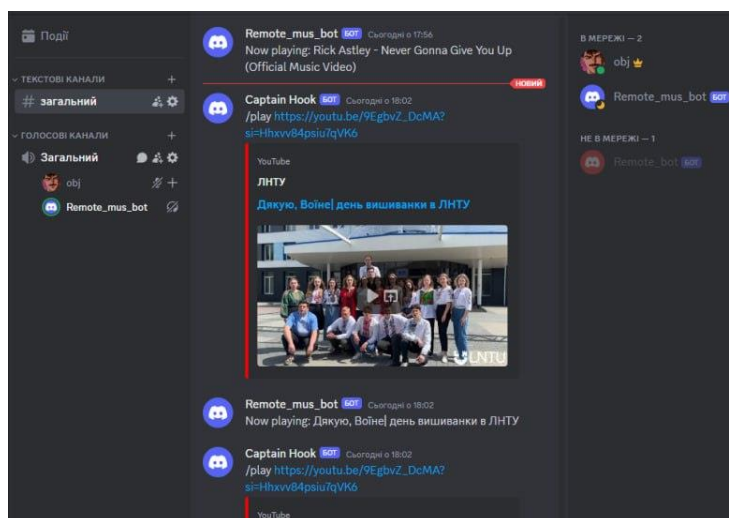 Події
ТЕКСТОВІ КАНАЛИ
загальний
ГОЛОСОВІ КАНАЛИ
Загальний
obj
Remote_mus_bot
Remote_mus_bot БОТ Сьогодні о 17:56
Now playing: Rick Astley - Never Gonna Give You Up
(Official Music Video)
НОВИЙ
Captain Hook БОТ Сьогодні о 18:02
/play https://youtu.be/9EgbvZ_DcMA?
si=Hhxvv84psiu7qVK6
YouTube
ЛНТУ
Дякую, Воїне| день вишиванки в ЛНТУ
LNTU
Remote_mus_bot БОТ Сьогодні о 18:02
Now playing: Дякую, Воїне| день вишиванки в ЛНТУ
Captain Hook БОТ Сьогодні о 18:02
/play https://youtu.be/9EgbvZ_DcMA?
si=Hhxvv84psiu7qVK6
YouTube
В МЕРЕЖІ — 2
obj
Remote_mus_bot БОТ
НЕ В МЕРЕЖІ — 1
Remote_bot БОТ